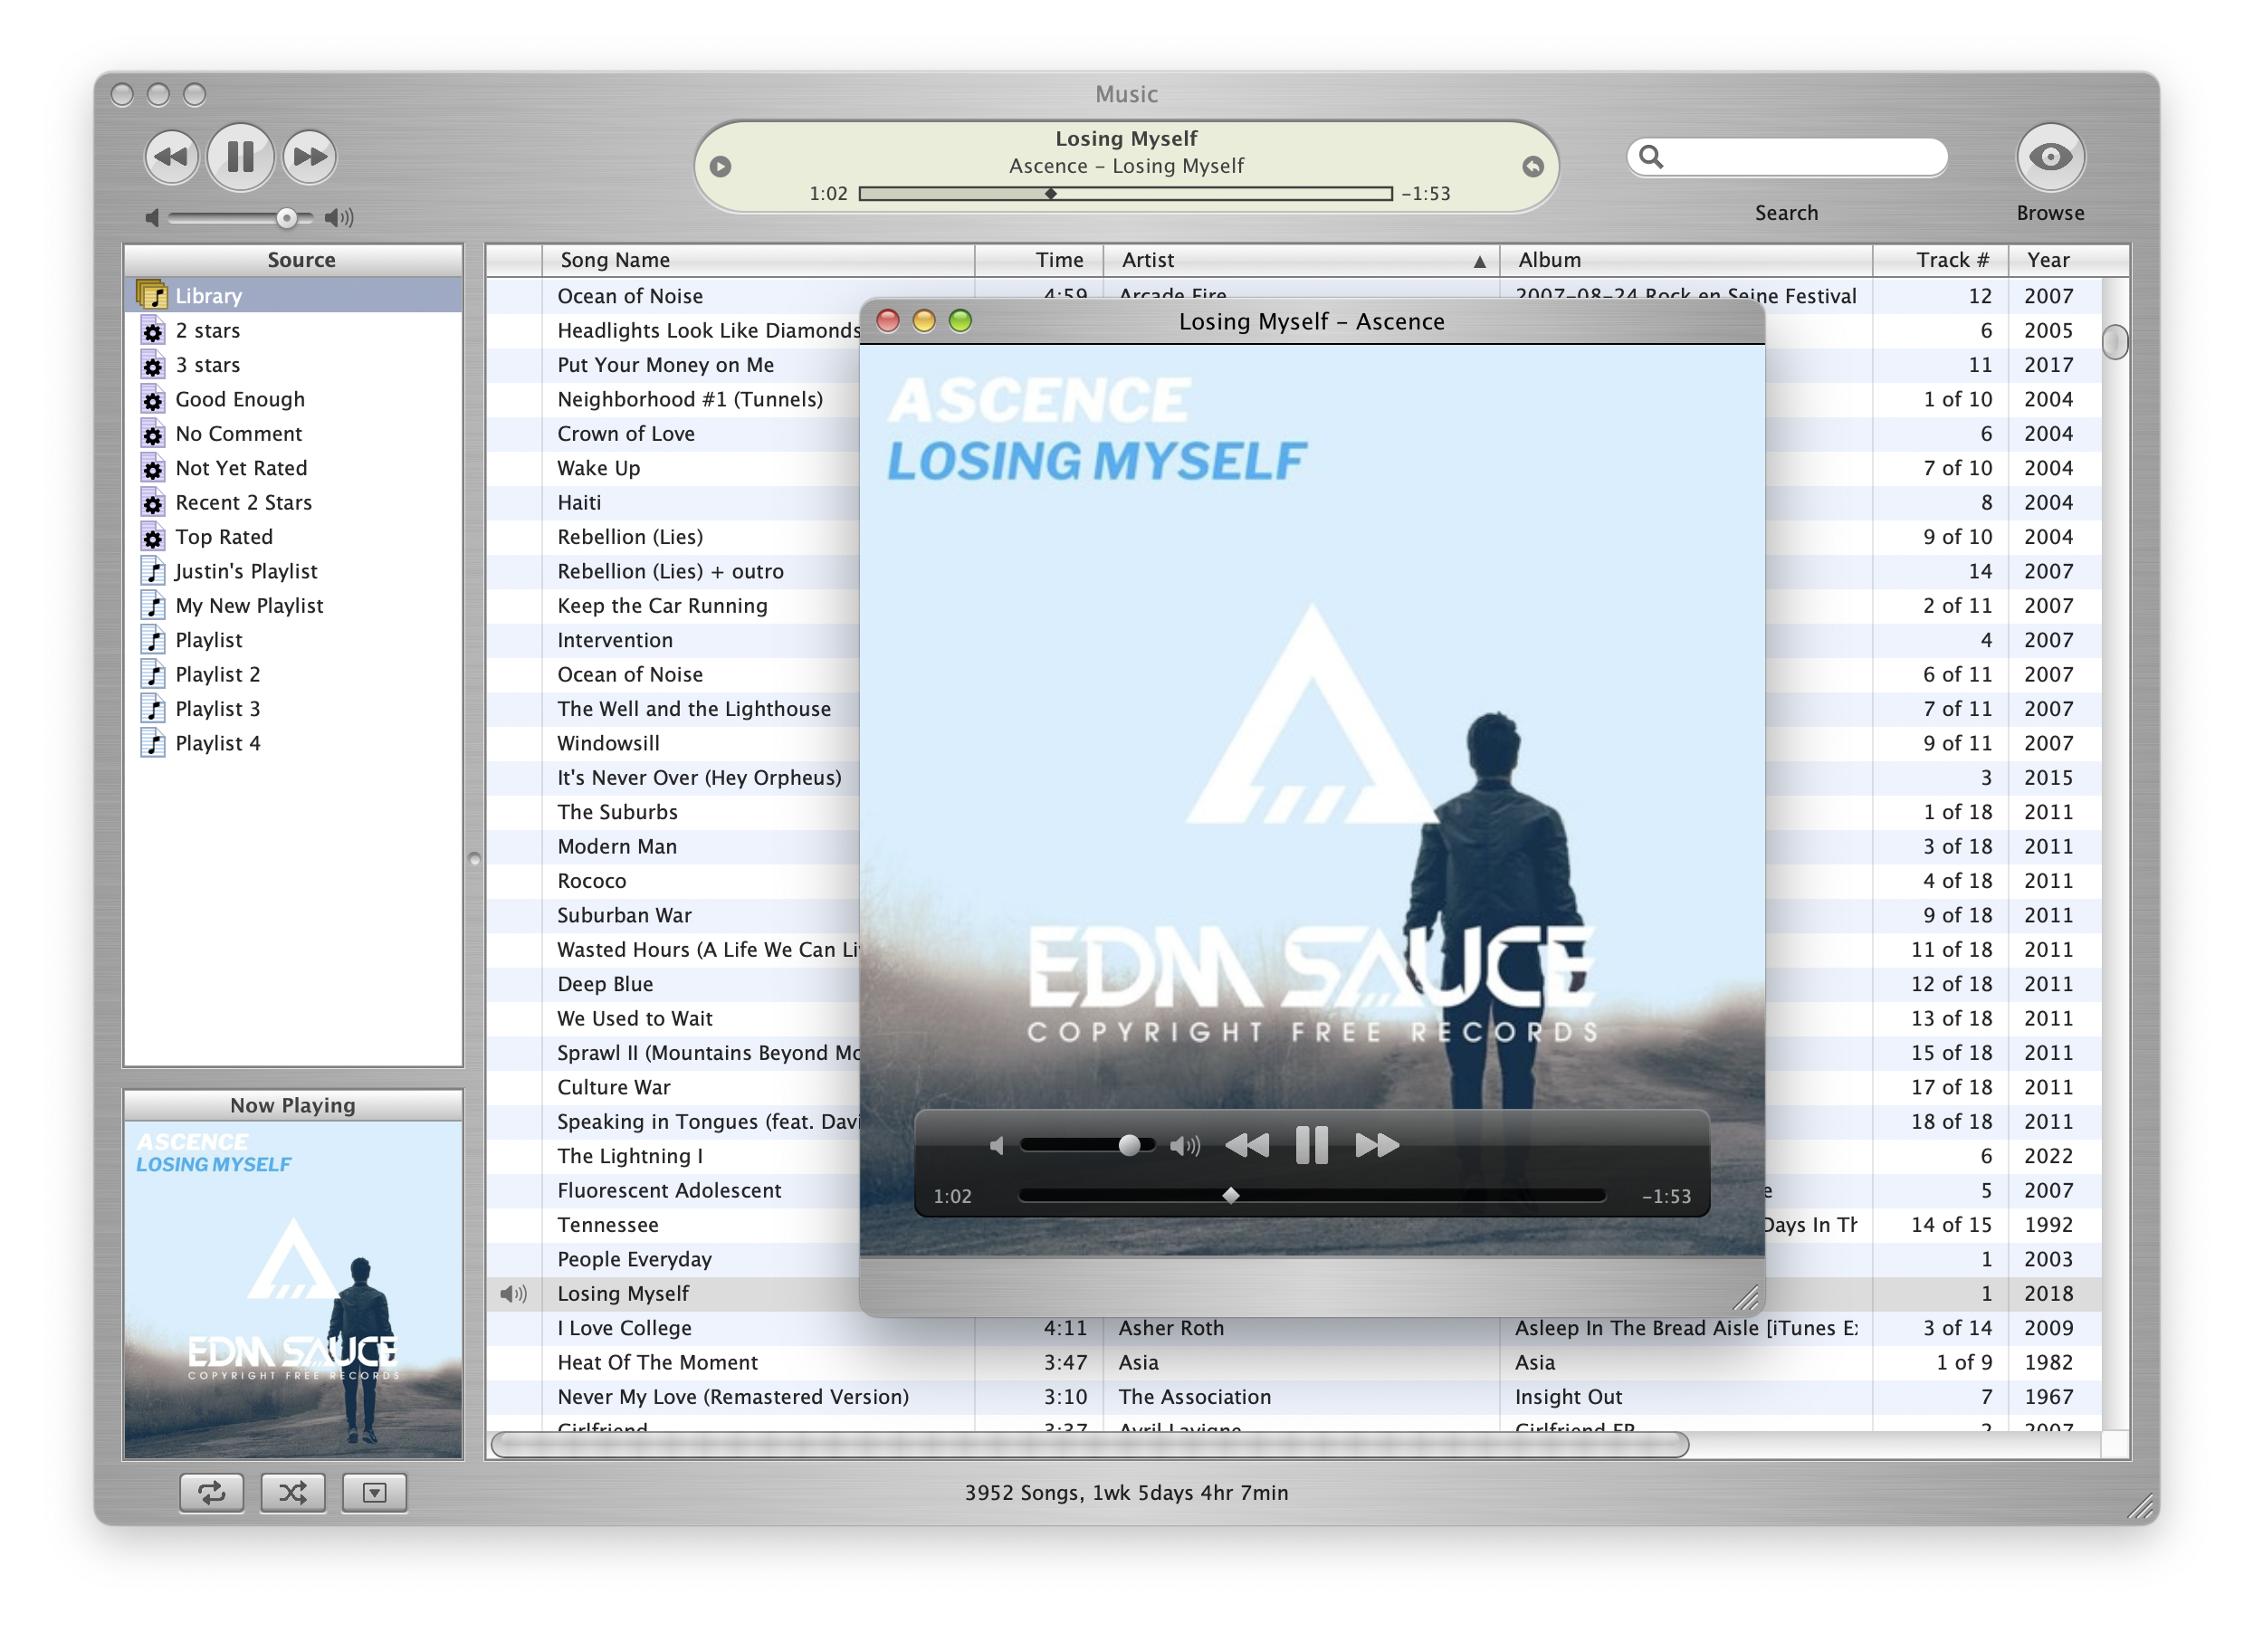 Music
Losing Myself
Ascence – Losing Myself
1:02 -1:53
Search
Browse
Source
Library
2 stars
3 stars
Good Enough
No Comment
Not Yet Rated
Recent 2 Stars
Top Rated
Justin's Playlist
My New Playlist
Playlist
Playlist 2
Playlist 3
Playlist 4
Now Playing
ASCENCE
LOSING MYSELF
EDM SAUCE
COPYRIGHT FREE RECORDS
Song Name Time Artist Album Track # Year
Ocean of Noise 4:59 Arcade Fire 2007-08-24 Rock en Seine Festival 12 2007
Headlights Look Like Diamonds 6 2005
Put Your Money on Me 11 2017
Neighborhood #1 (Tunnels) 1 of 10 2004
Crown of Love 6 2004
Wake Up 7 of 10 2004
Haiti 8 2004
Rebellion (Lies) 9 of 10 2004
Rebellion (Lies) + outro 14 2007
Keep the Car Running 2 of 11 2007
Intervention 4 2007
Ocean of Noise 6 of 11 2007
The Well and the Lighthouse 7 of 11 2007
Windowsill 9 of 11 2007
It's Never Over (Hey Orpheus) 3 2015
The Suburbs 1 of 18 2011
Modern Man 3 of 18 2011
Rococo 4 of 18 2011
Suburban War 9 of 18 2011
Wasted Hours (A Life We Can Li 11 of 18 2011
Deep Blue 12 of 18 2011
We Used to Wait 13 of 18 2011
Sprawl II (Mountains Beyond Mo 15 of 18 2011
Culture War 17 of 18 2011
Speaking in Tongues (feat. Davi 18 of 18 2011
The Lightning I 6 2022
Fluorescent Adolescent e 5 2007
Tennessee Days In Th 14 of 15 1992
People Everyday 1 2003
Losing Myself 1 2018
I Love College 4:11 Asher Roth Asleep In The Bread Aisle [iTunes Ex 3 of 14 2009
Heat Of The Moment 3:47 Asia Asia 1 of 9 1982
Never My Love (Remastered Version) 3:10 The Association Insight Out 7 1967
Girlfriend 3:37 Avril Lavigne Girlfriend EP 2 2007
Losing Myself – Ascence
ASCENCE
LOSING MYSELF
EDM SAUCE
COPYRIGHT FREE RECORDS
1:02 -1:53
3952 Songs, 1wk 5days 4hr 7min